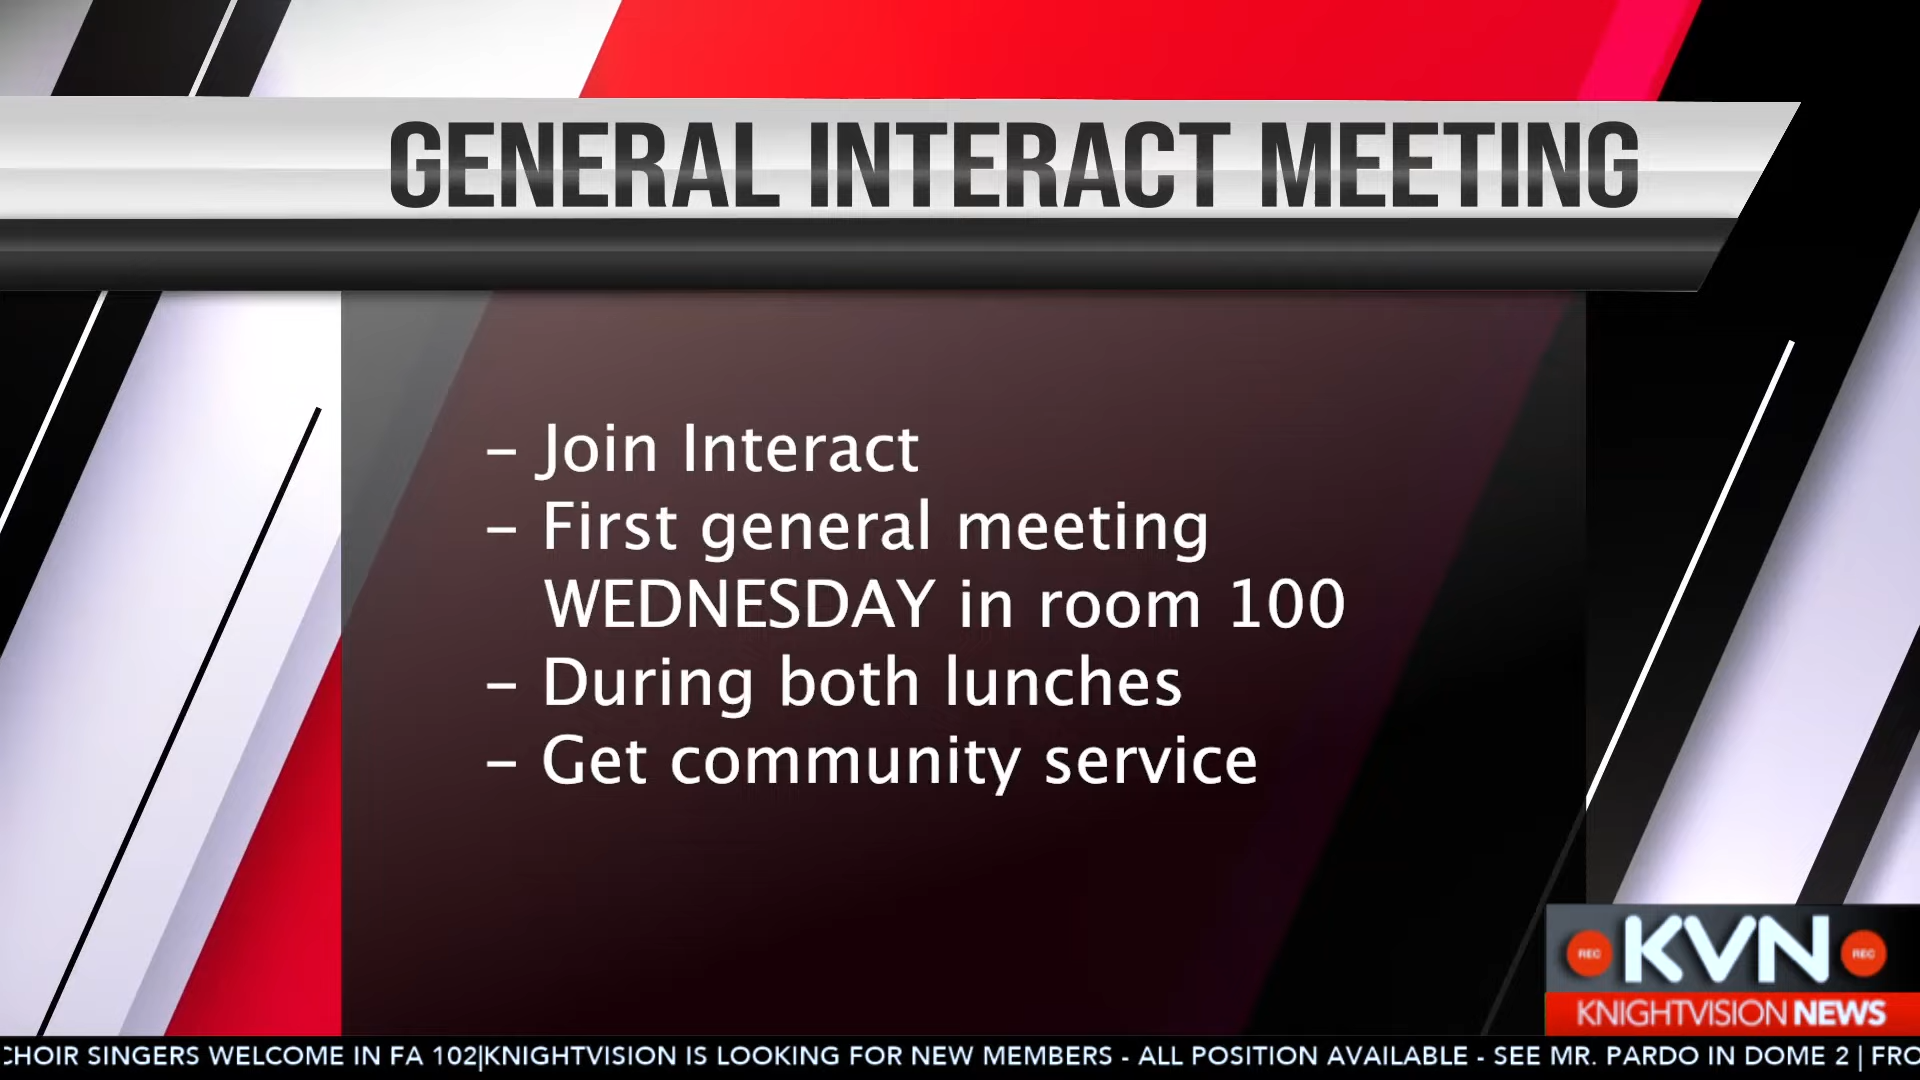 GENERAL INTERACT MEETING
– Join Interact
– First general meeting
WEDNESDAY in room 100
– During both lunches
– Get community service
REC KVN REC
KNIGHTVISION NEWS
CHOIR SINGERS WELCOME IN FA 102|KNIGHTVISION IS LOOKING FOR NEW MEMBERS - ALL POSITION AVAILABLE - SEE MR. PARDO IN DOME 2 |